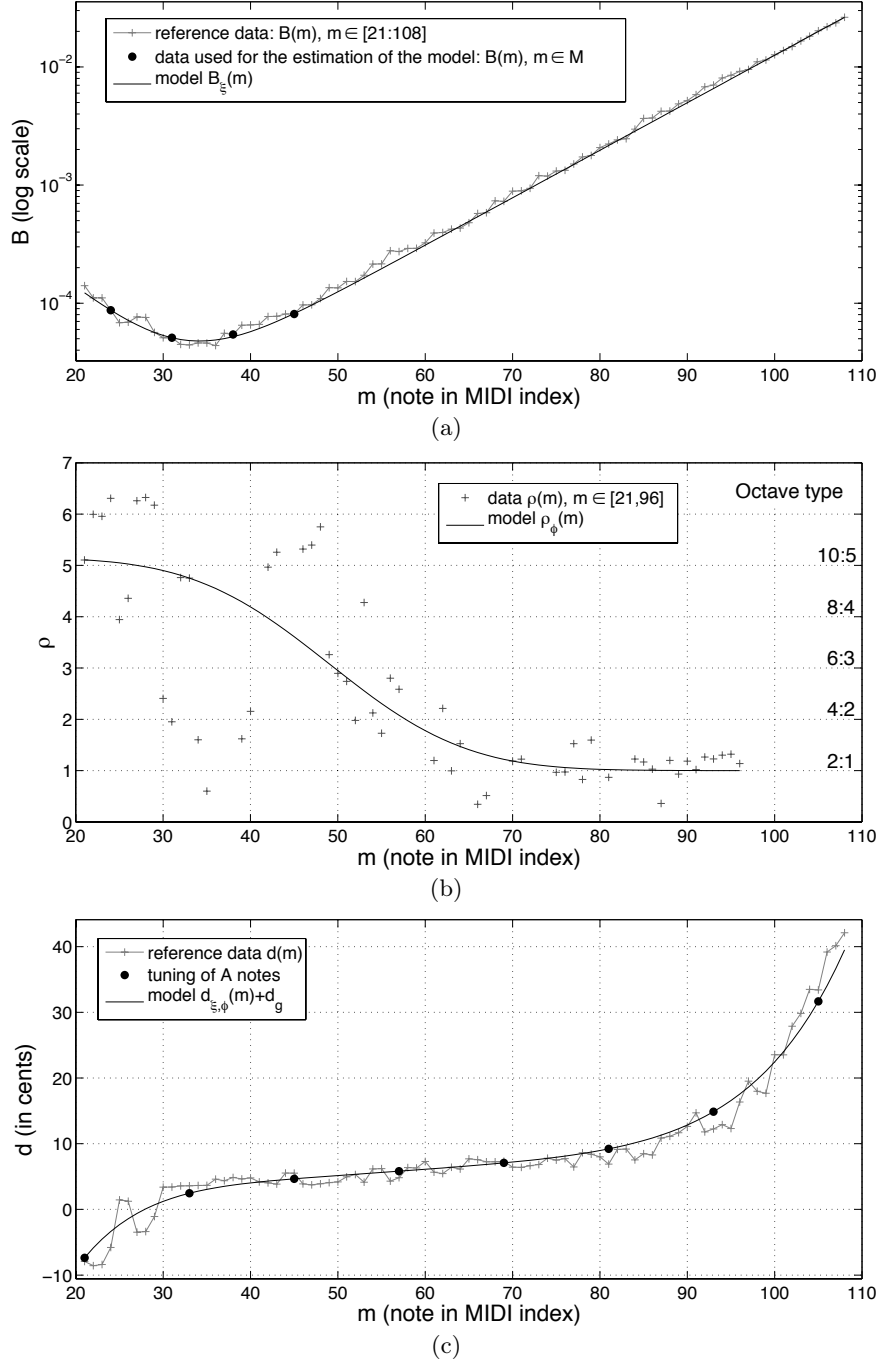 reference data: B(m), m ∈ [21:108]
data used for the estimation of the model: B(m), m ∈ M
model B_ξ(m)
10^−2
10^−3
10^−4
B (log scale)
20 30 40 50 60 70 80 90 100 110
m (note in MIDI index)
(a)
data ρ(m), m ∈ [21,96]
model ρ_ϕ(m)
Octave type
10:5
8:4
6:3
4:2
2:1
7
6
5
4
3
2
1
0
ρ
20 30 40 50 60 70 80 90 100 110
m (note in MIDI index)
(b)
reference data d(m)
tuning of A notes
model d_ξ,ϕ(m)+d_g
40
30
20
10
0
−10
d (in cents)
20 30 40 50 60 70 80 90 100 110
m (note in MIDI index)
(c)